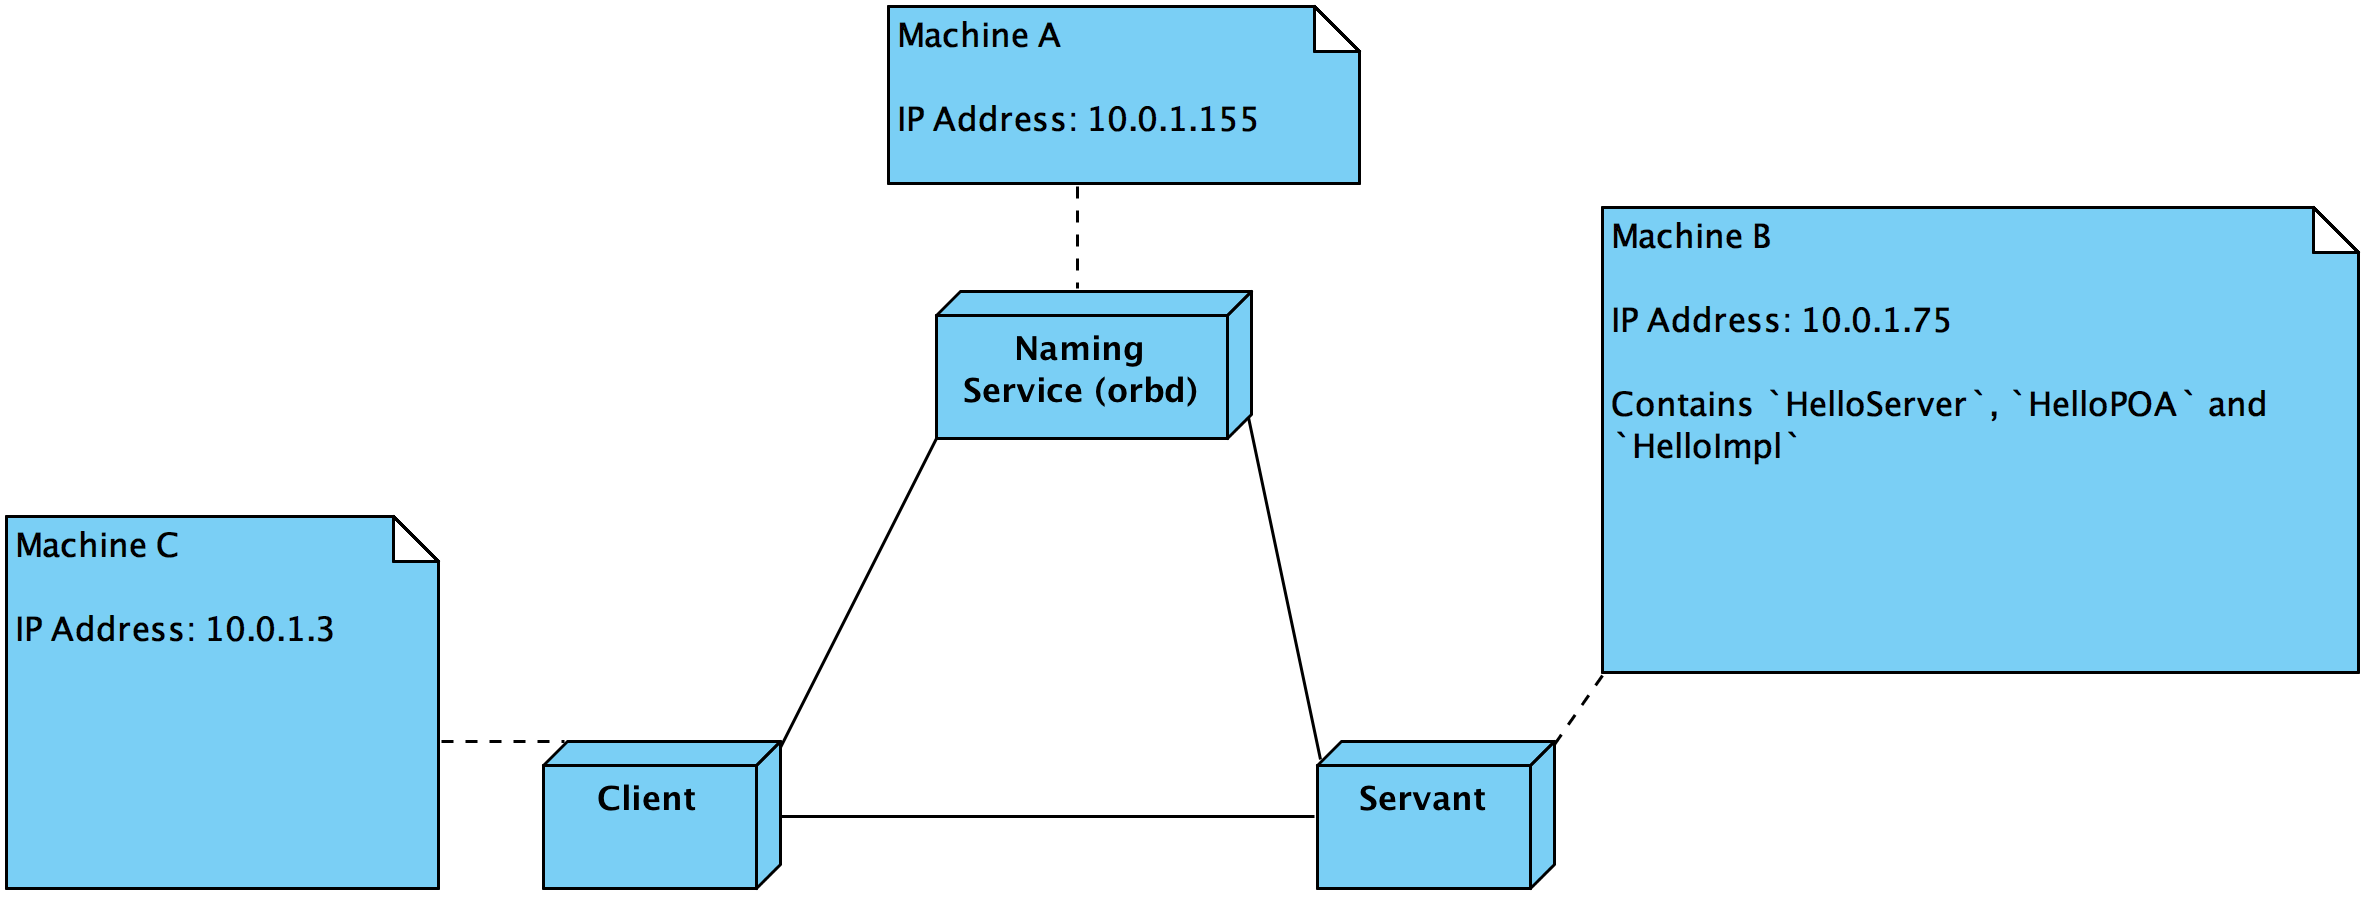 Machine A
IP Address: 10.0.1.155
Machine B
IP Address: 10.0.1.75
Contains `HelloServer`, `HelloPOA` and
`HelloImpl`
Naming
Service (orbd)
Machine C
IP Address: 10.0.1.3
Client
Servant